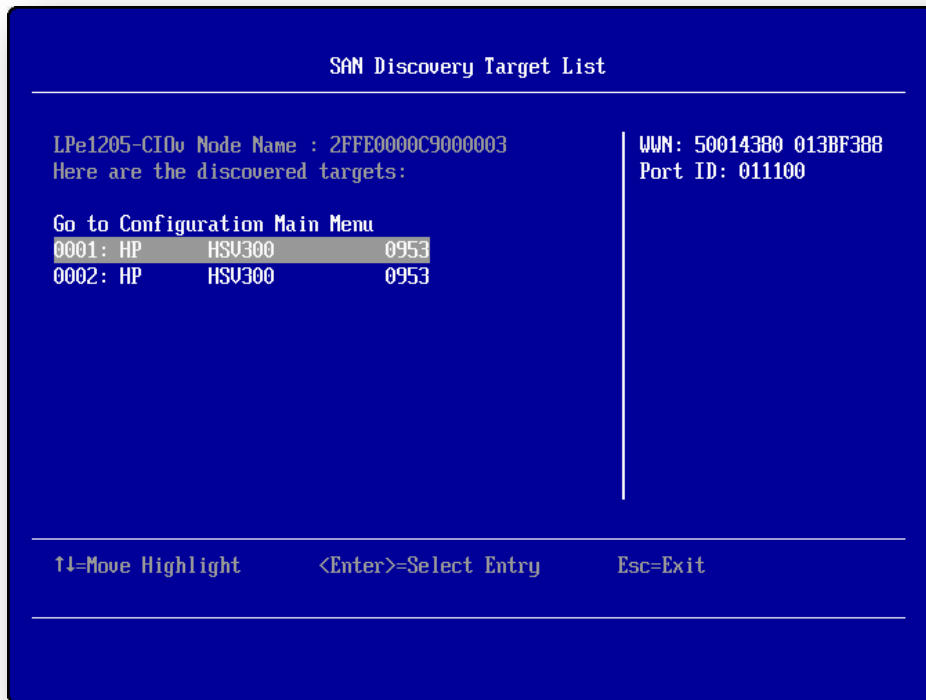 SAN Discovery Target List
LPe1205-CIOv Node Name : 2FFE0000C9000003
Here are the discovered targets:
WWN: 50014380 013BF388
Port ID: 011100
Go to Configuration Main Menu
0001: HP HSV300 0953
0002: HP HSV300 0953
↑↓=Move Highlight <Enter>=Select Entry Esc=Exit